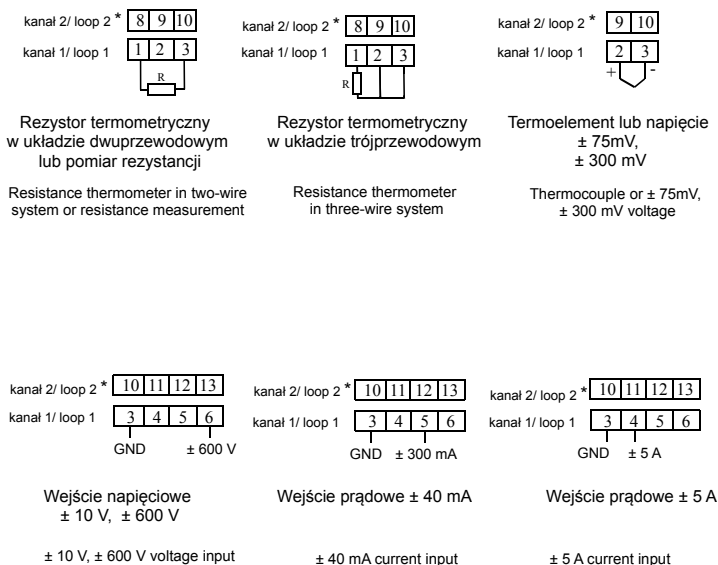 kanał 2/ loop 2 * 8 9 10
kanał 1/ loop 1 1 2 3
R
Rezystor termometryczny
w układzie dwuprzewodowym
lub pomiar rezystancji
Resistance thermometer in two-wire
system or resistance measurement
kanał 2/ loop 2 * 8 9 10
kanał 1/ loop 1 1 2 3
R
Rezystor termometryczny
w układzie trójprzewodowym
Resistance thermometer
in three-wire system
kanał 2/ loop 2 * 9 10
kanał 1/ loop 1 2 3
+ -
Termoelement lub napięcie
± 75mV,
± 300 mV
Thermocouple or ± 75mV,
± 300 mV voltage
kanał 2/ loop 2 * 10 11 12 13
kanał 1/ loop 1 3 4 5 6
GND ± 600 V
Wejście napięciowe
± 10 V, ± 600 V
± 10 V, ± 600 V voltage input
kanał 2/ loop 2 * 10 11 12 13
kanał 1/ loop 1 3 4 5 6
GND ± 300 mA
Wejście prądowe ± 40 mA
± 40 mA current input
kanał 2/ loop 2 * 10 11 12 13
kanał 1/ loop 1 3 4 5 6
GND ± 5 A
Wejście prądowe ± 5 A
± 5 A current input